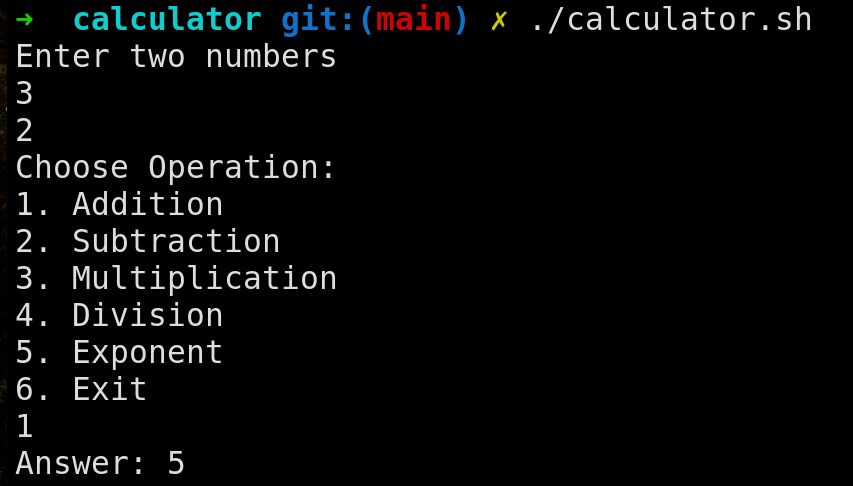 ➜  calculator git:(main) ✗ ./calculator.sh
Enter two numbers
3
2
Choose Operation:
1. Addition
2. Subtraction
3. Multiplication
4. Division
5. Exponent
6. Exit
1
Answer: 5